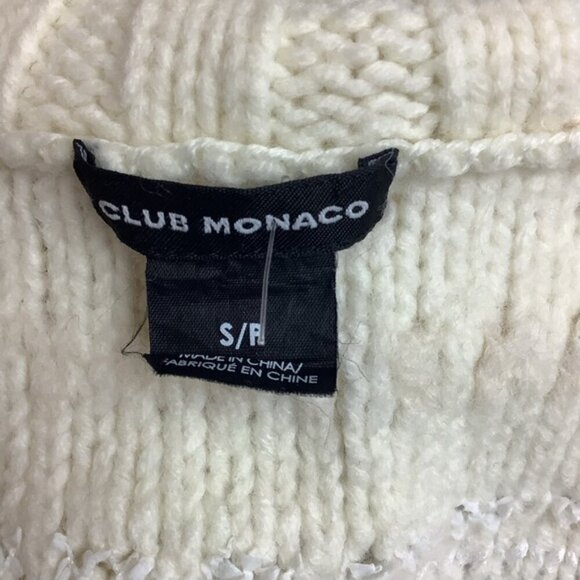 CLUB MONACO
S/P
MADE IN CHINA/
FABRIQUÉ EN CHINE